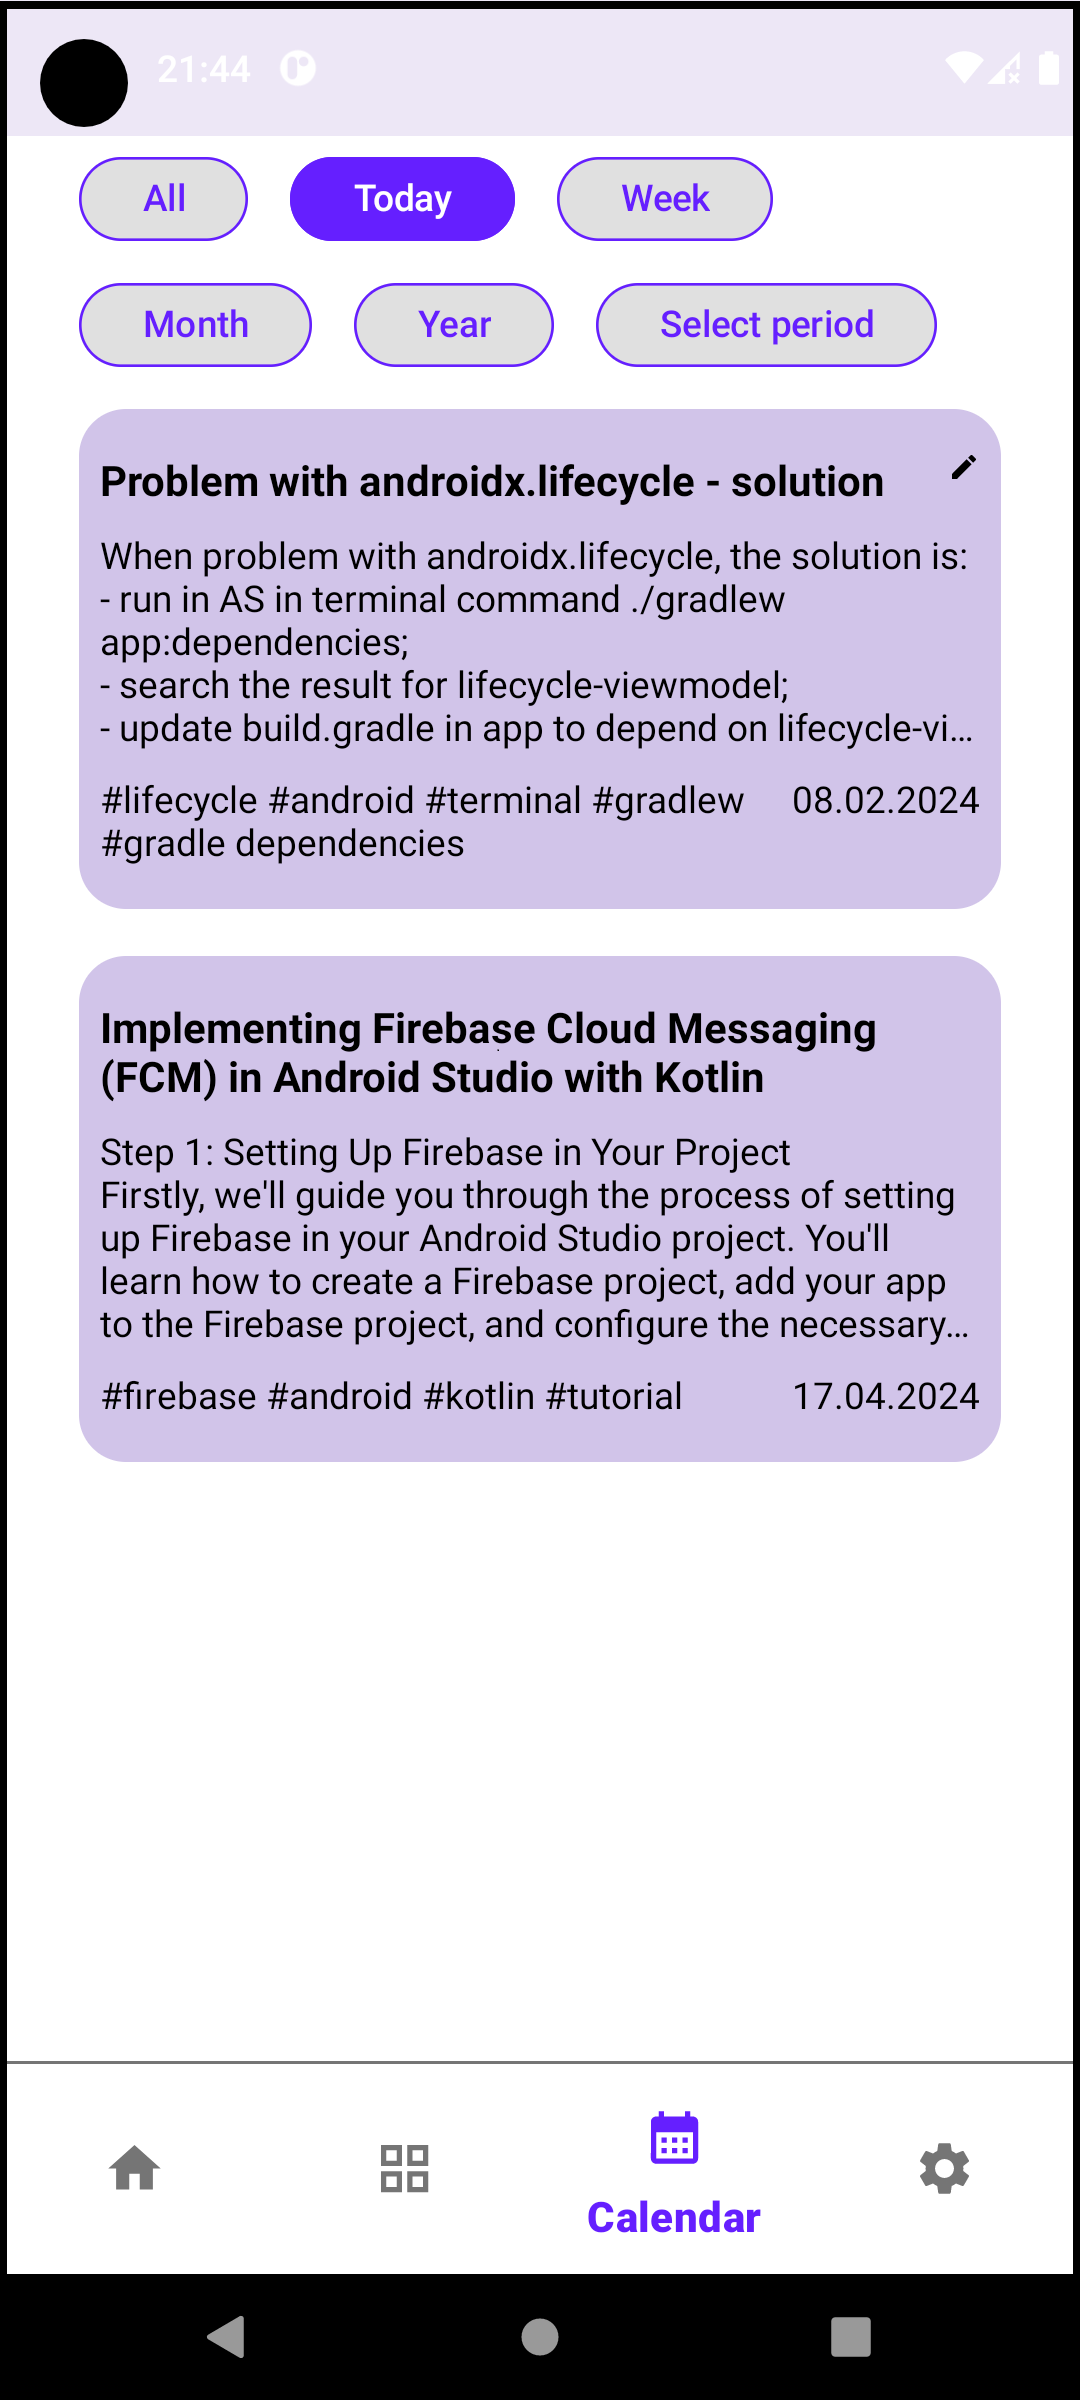 21:44
All
Today
Week
Month
Year
Select period
Problem with androidx.lifecycle - solution
When problem with androidx.lifecycle, the solution is:
- run in AS in terminal command ./gradlew
app:dependencies;
- search the result for lifecycle-viewmodel;
- update build.gradle in app to depend on lifecycle-vi...
#lifecycle #android #terminal #gradlew 08.02.2024
#gradle dependencies
Implementing Firebase Cloud Messaging
(FCM) in Android Studio with Kotlin
Step 1: Setting Up Firebase in Your Project
Firstly, we'll guide you through the process of setting
up Firebase in your Android Studio project. You'll
learn how to create a Firebase project, add your app
to the Firebase project, and configure the necessary...
#firebase #android #kotlin #tutorial 17.04.2024
Calendar